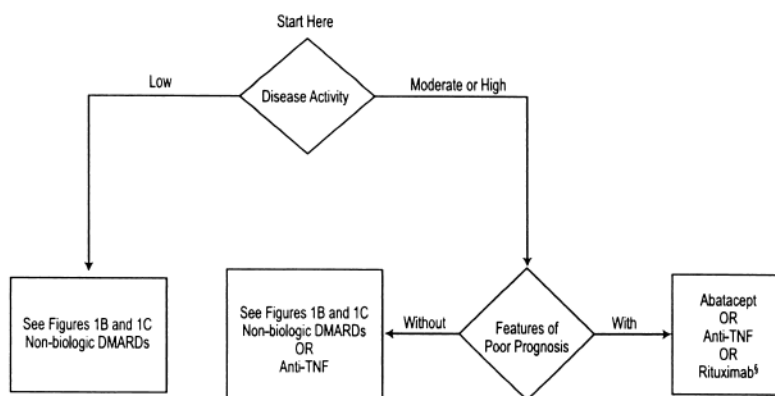 Start Here
Low
Disease Activity
Moderate or High
See Figures 1B and 1C
Non-biologic DMARDs
See Figures 1B and 1C
Non-biologic DMARDs
OR
Anti-TNF
Without
Features of
Poor Prognosis
With
Abatacept
OR
Anti-TNF
OR
Rituximab§